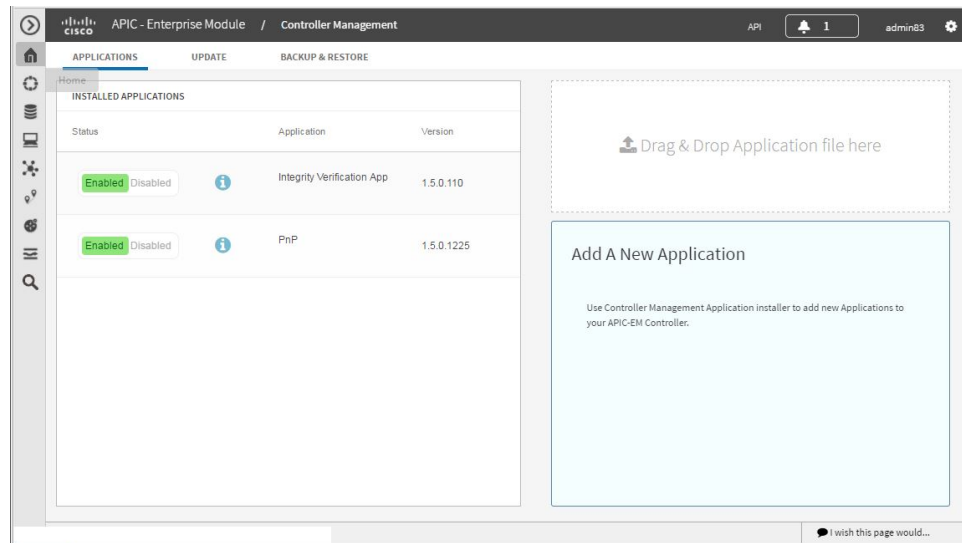 CISCO APIC - Enterprise Module / Controller Management API 1 admin83
APPLICATIONS UPDATE BACKUP & RESTORE
Home
INSTALLED APPLICATIONS
Status Application Version
Enabled Disabled Integrity Verification App 1.5.0.110
Enabled Disabled PnP 1.5.0.1225
Drag & Drop Application file here
Add A New Application
Use Controller Management Application installer to add new Applications to
your APIC-EM Controller.
I wish this page would...